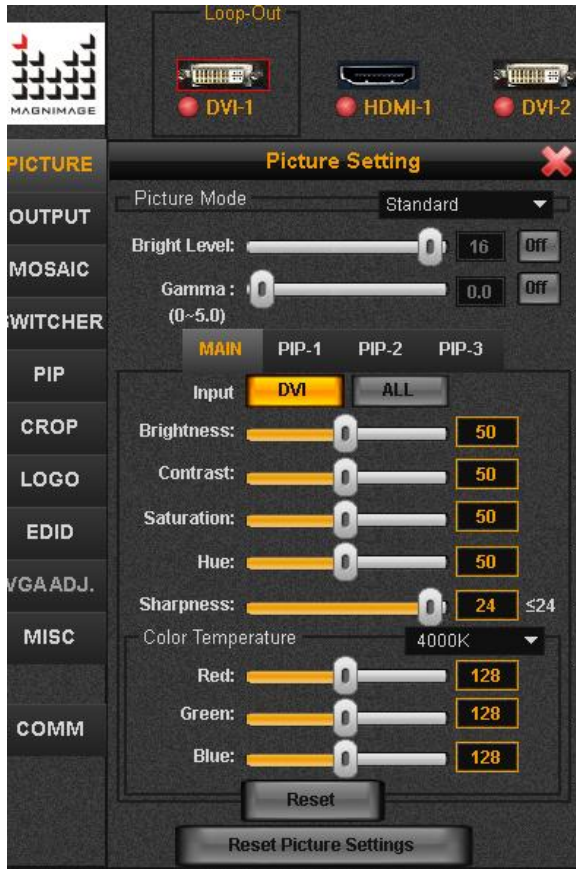 Loop-Out
MAGNIMAGE
DVI-1
HDMI-1
DVI-2
PICTURE
OUTPUT
MOSAIC
SWITCHER
PIP
CROP
LOGO
EDID
VGAADJ.
MISC
COMM
Picture Setting
Picture Mode Standard
Bright Level: 16 Off
Gamma : 0.0 Off
(0~5.0)
MAIN PIP-1 PIP-2 PIP-3
Input DVI ALL
Brightness: 50
Contrast: 50
Saturation: 50
Hue: 50
Sharpness: 24 ≤24
Color Temperature 4000K
Red: 128
Green: 128
Blue: 128
Reset
Reset Picture Settings